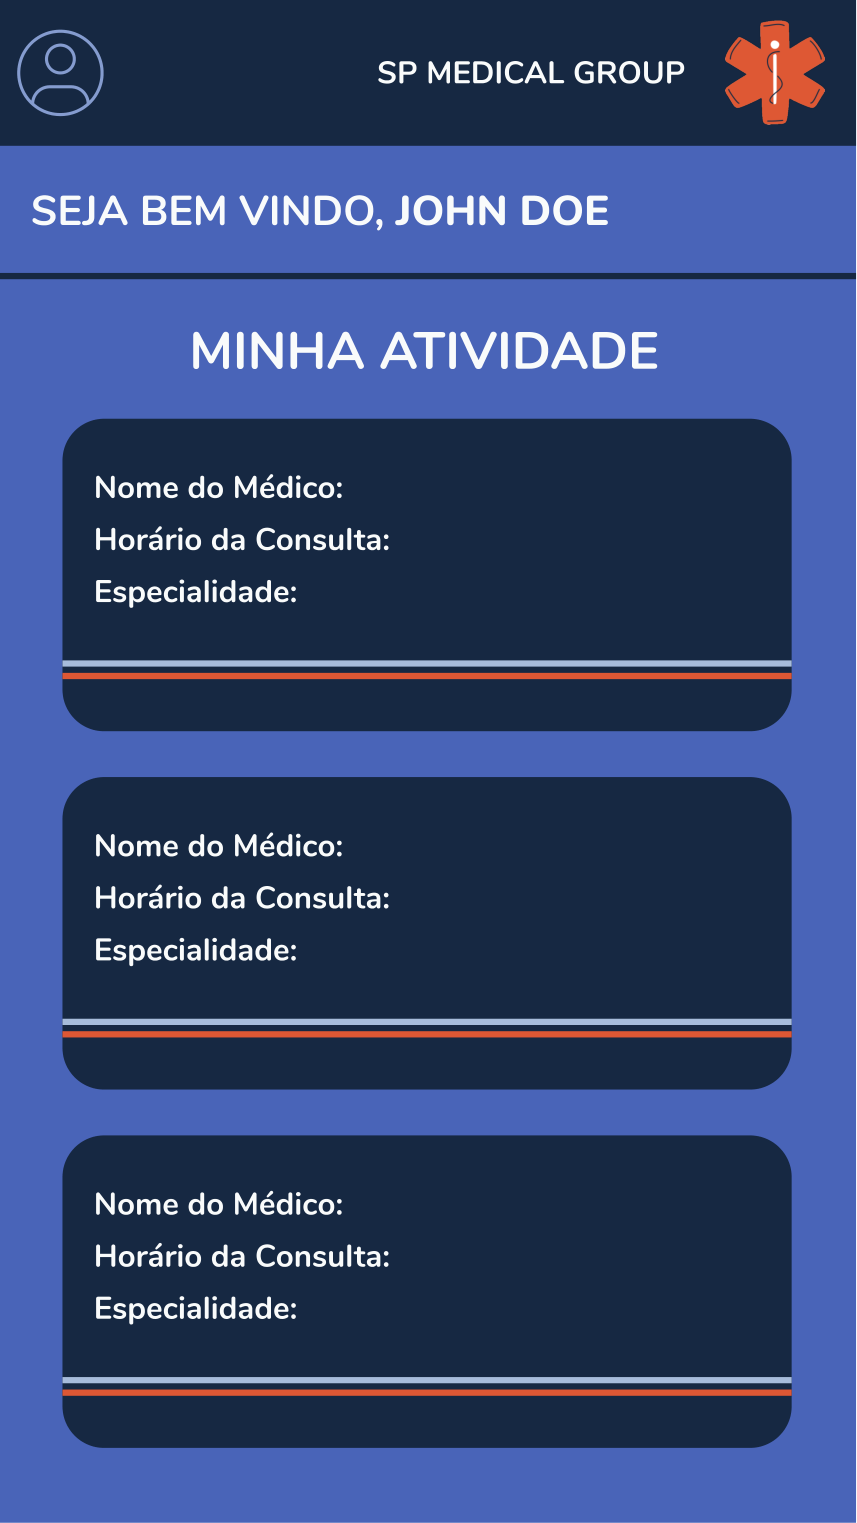 SP MEDICAL GROUP
SEJA BEM VINDO, JOHN DOE
MINHA ATIVIDADE
Nome do Médico:
Horário da Consulta:
Especialidade:
Nome do Médico:
Horário da Consulta:
Especialidade:
Nome do Médico:
Horário da Consulta:
Especialidade: